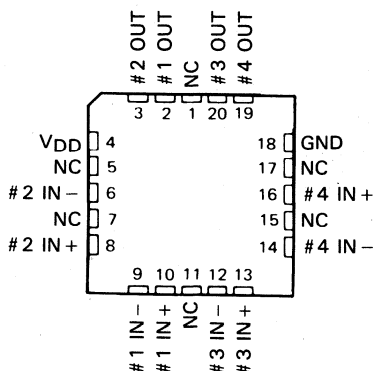 #2 OUT
#1 OUT
NC
#3 OUT
#4 OUT
3 2 1 20 19
VDD 4
NC 5
#2 IN− 6
NC 7
#2 IN+ 8
18 GND
17 NC
16 #4 IN+
15 NC
14 #4 IN−
9 10 11 12 13
#1 IN−
#1 IN+
NC
#3 IN−
#3 IN+